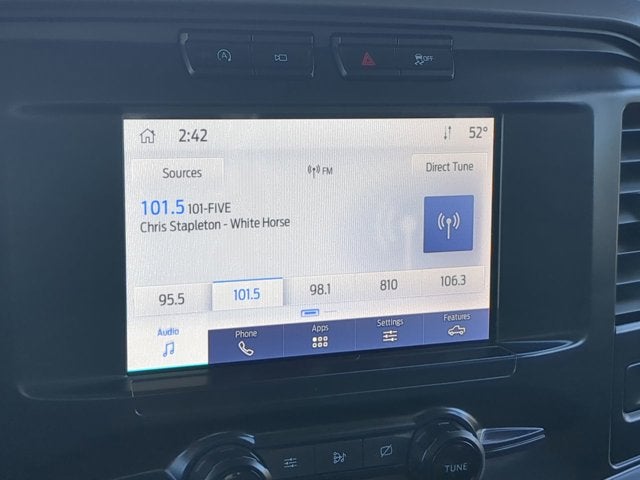 OFF
2:42
52°
Sources
FM
Direct Tune
101.5 101-FIVE
Chris Stapleton - White Horse
95.5
101.5
98.1
810
106.3
Audio
Phone
Apps
Settings
Features
TUNE